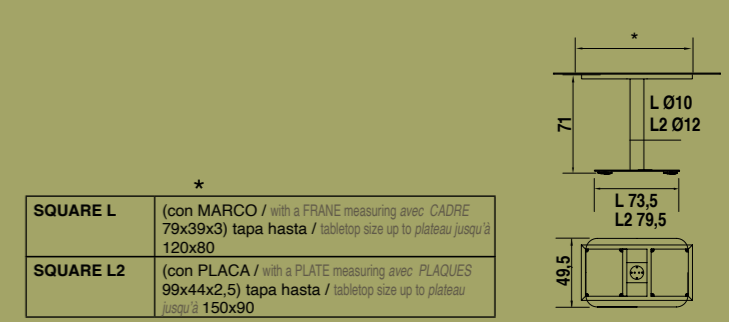 *
L Ø10
L2 Ø12
71
L 73,5
L2 79,5
49,5
*
SQUARE L
(con MARCO / with a FRANE measuring avec CADRE
79x39x3) tapa hasta / tabletop size up to plateau jusqu'à
120x80
SQUARE L2
(con PLACA / with a PLATE measuring avec PLAQUES
99x44x2,5) tapa hasta / tabletop size up to plateau
jusqu'à 150x90